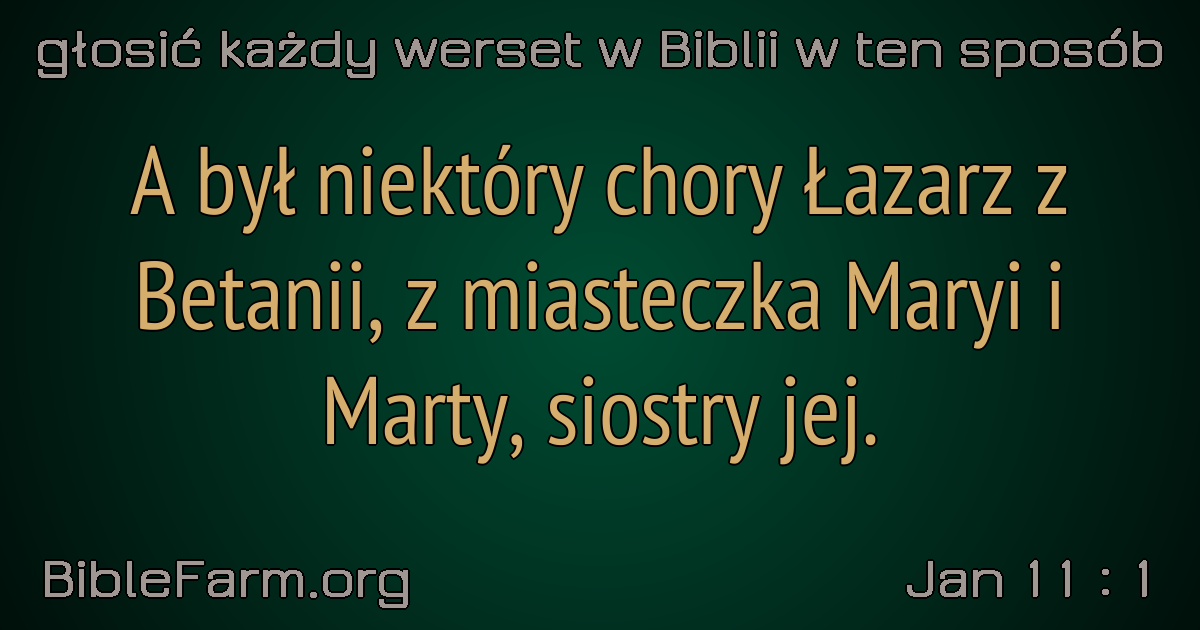 głosić każdy werset w Biblii w ten sposób
A był niektóry chory Łazarz z
Betanii, z miasteczka Maryi i
Marty, siostry jej.
BibleFarm.org
Jan 11 : 1